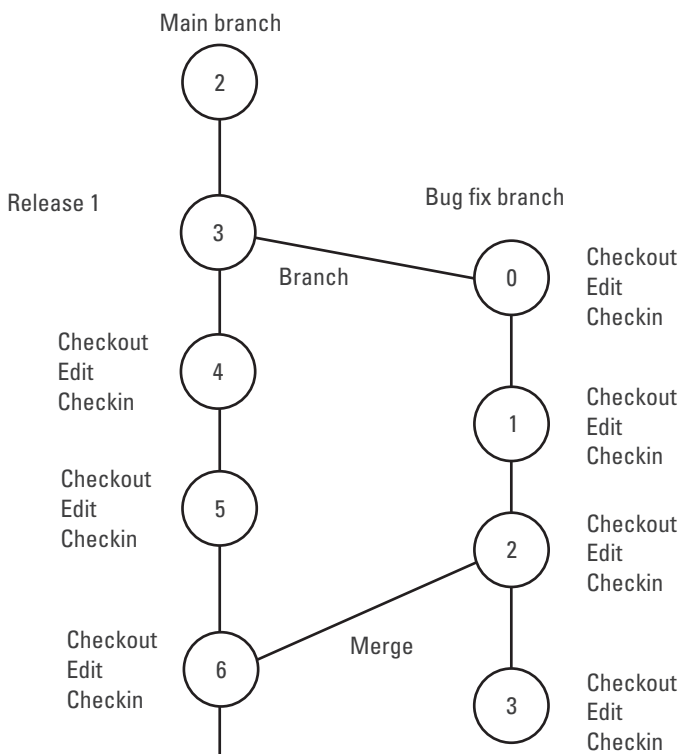 Main branch
2
Release 1
3
Bug fix branch
Branch
0
Checkout
Edit
Checkin
Checkout
Edit
Checkin
4
1
Checkout
Edit
Checkin
Checkout
Edit
Checkin
5
2
Checkout
Edit
Checkin
Checkout
Edit
Checkin
6
Merge
3
Checkout
Edit
Checkin